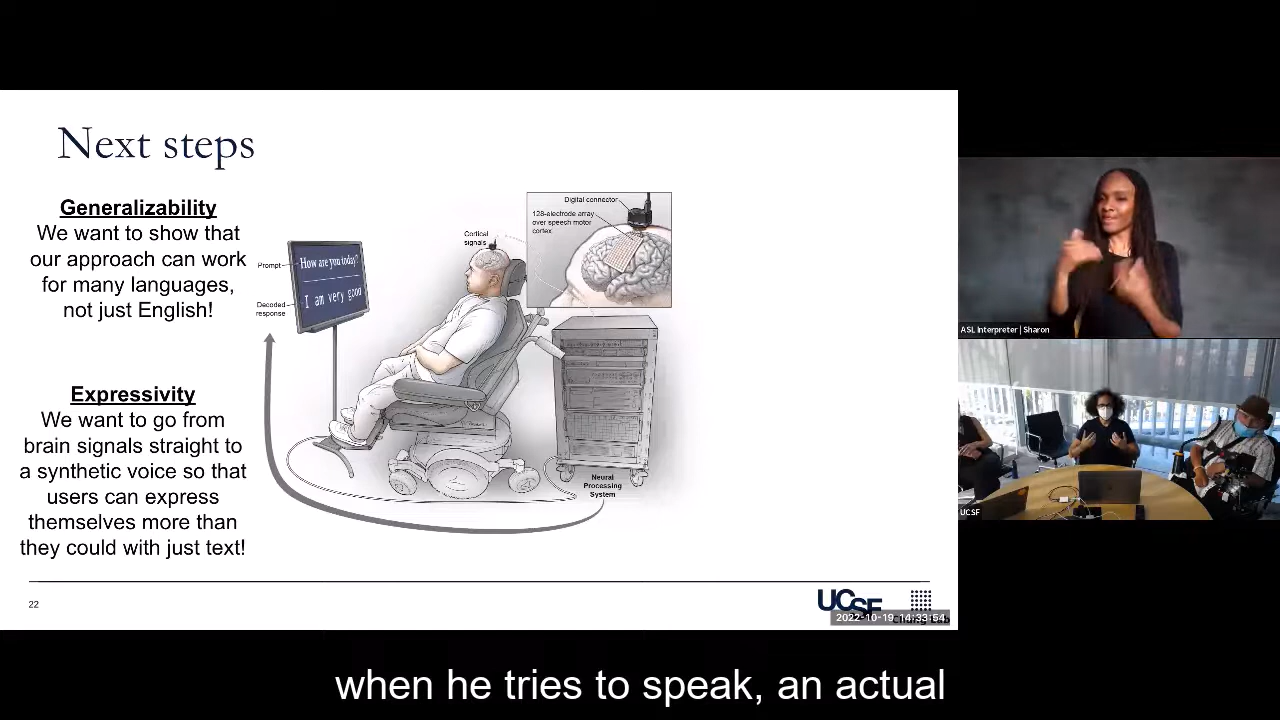 Next steps
Generalizability
We want to show that
our approach can work
for many languages,
not just English!
Expressivity
We want to go from
brain signals straight to
a synthetic voice so that
users can express
themselves more than
they could with just text!
Prompt
How are you today?
Decoded
response
I am very good
Cortical
signals
Digital connector
128-electrode array
over speech motor
cortex
Neural
Processing
System
22
UCSF
2022-10-19 14:33:54
ASL Interpreter | Sharon
UCSF
when he tries to speak, an actual